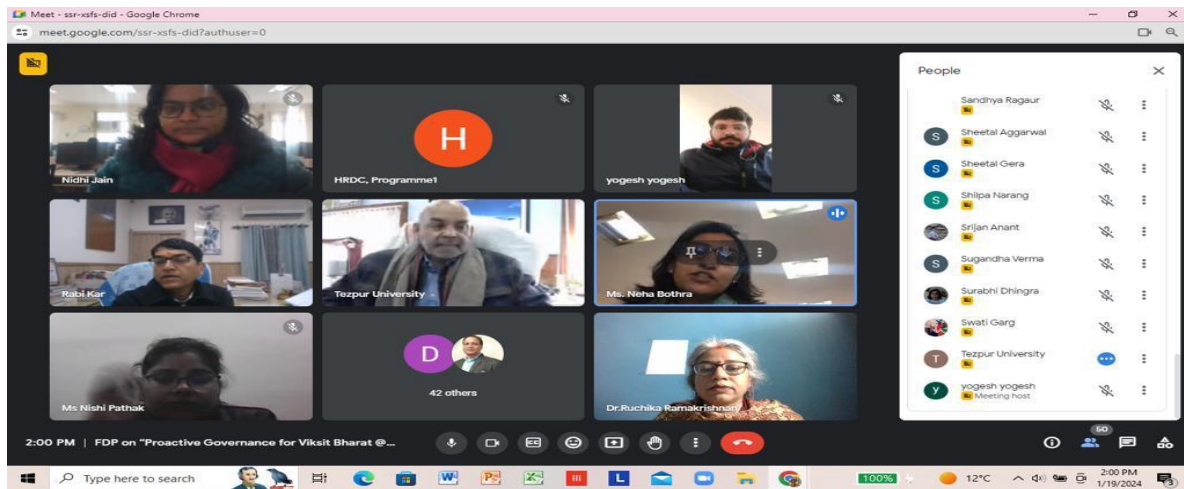 Meet - ssr-xsfs-did - Google Chrome
meet.google.com/ssr-xsfs-did?authuser=0
Nidhi Jain
H
HRDC, Programme1
yogesh yogesh
Rabi Kar
Tezpur University
Ms. Neha Bothra
Ms Nishi Pathak
D
42 others
Dr.Ruchika Ramakrishnan
People
Sandhya Ragaur
S Sheetal Aggarwal
S Sheetal Gera
S Shilpa Narang
Srijan Anant
S Sugandha Verma
Surabhi Dhingra
Swati Garg
T Tezpur University
y yogesh yogesh
Meeting host
2:00 PM | FDP on "Proactive Governance for Viksit Bharat @...
CC
50
Type here to search
100%
12°C
2:00 PM
1/19/2024
3